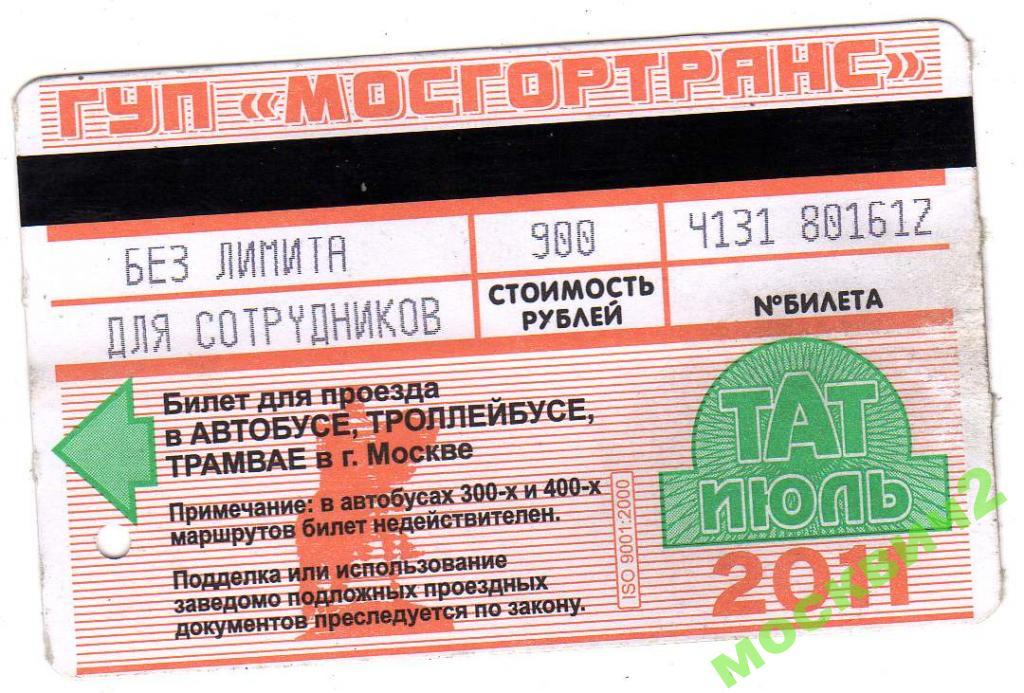 ГУП «МОСГОРТРАНС»
БЕЗ ЛИМИТА
900
4131 801612
ДЛЯ СОТРУДНИКОВ
СТОИМОСТЬ
РУБЛЕЙ
№БИЛЕТА
Билет для проезда
в АВТОБУСЕ, ТРОЛЛЕЙБУСЕ,
ТРАМВАЕ в г. Москве
Примечание: в автобусах 300-х и 400-х
маршрутов билет недействителен.
Подделка или использование
заведомо подложных проездных
документов преследуется по закону.
ISO 9001:2000
ТАТ
ИЮЛЬ
2011
МОСКВИЧ2